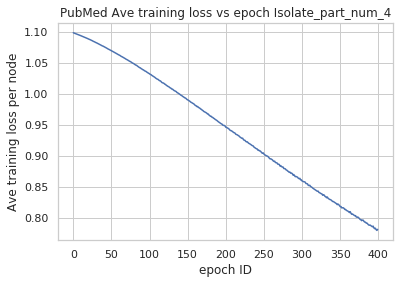 PubMed Ave training loss vs epoch Isolate_part_num_4
1.10
1.05
1.00
0.95
0.90
0.85
0.80
Ave training loss per node
0 50 100 150 200 250 300 350 400
epoch ID